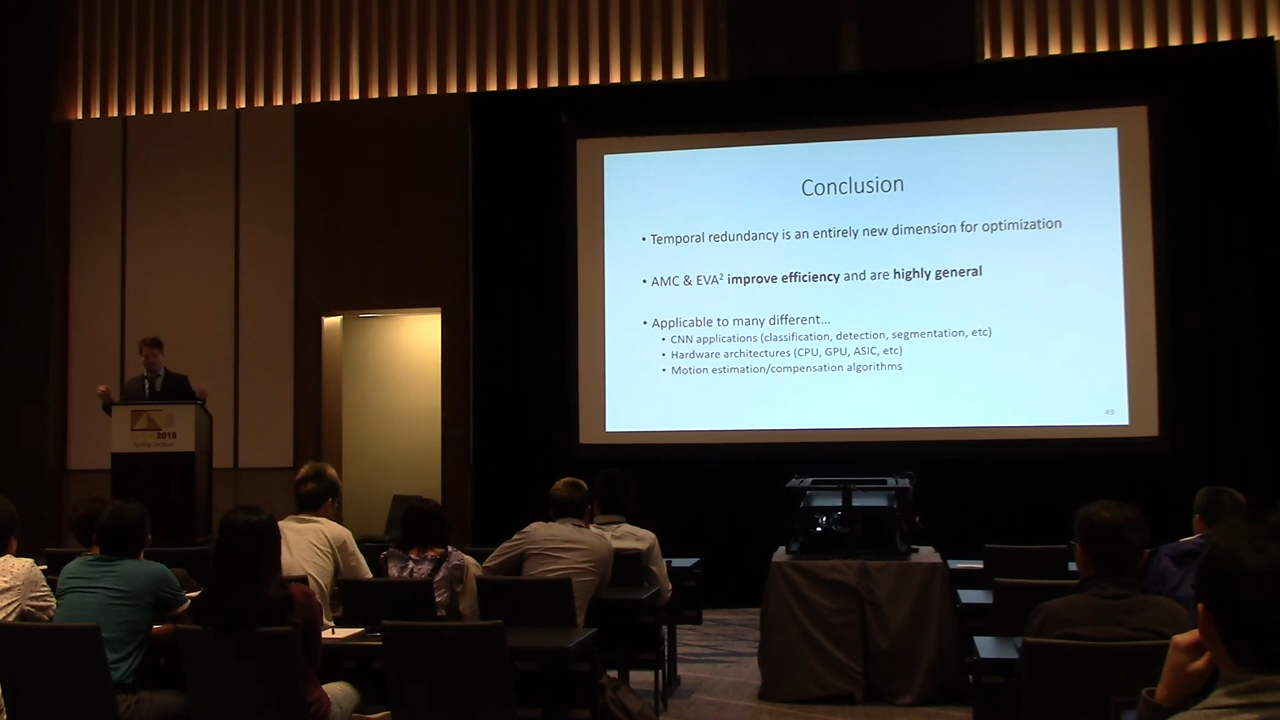 Conclusion
• Temporal redundancy is an entirely new dimension for optimization
• AMC & EVA² improve efficiency and are highly general
• Applicable to many different...
• CNN applications (classification, detection, segmentation, etc)
• Hardware architectures (CPU, GPU, ASIC, etc)
• Motion estimation/compensation algorithms
49
2018